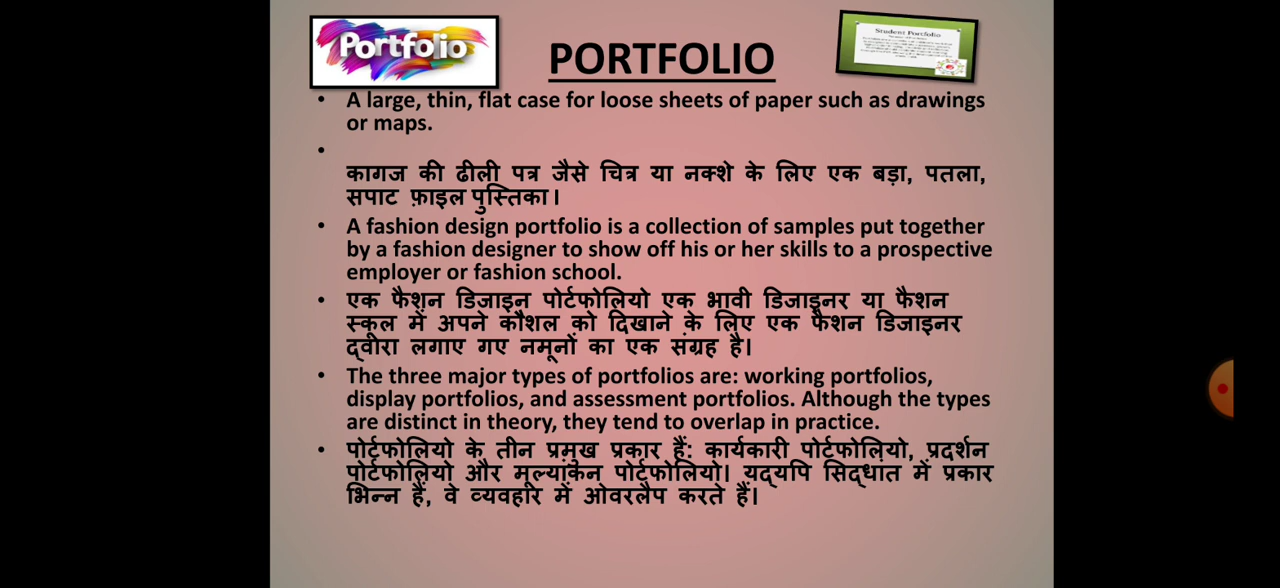 Portfolio
Student Portfolio
PORTFOLIO
• A large, thin, flat case for loose sheets of paper such as drawings
or maps.
•
कागज की ढीली पत्र जैसे चित्र या नक्शे के लिए एक बड़ा, पतला,
सपाट फ़ाइल पुस्तिका।
• A fashion design portfolio is a collection of samples put together
by a fashion designer to show off his or her skills to a prospective
employer or fashion school.
• एक फैशन डिजाइन पोर्टफोलियो एक भावी डिजाइनर या फैशन
स्कूल में अपने कौशल को दिखाने के लिए एक फैशन डिजाइनर
द्वारा लगाए गए नमूनों का एक संग्रह है।
• The three major types of portfolios are: working portfolios,
display portfolios, and assessment portfolios. Although the types
are distinct in theory, they tend to overlap in practice.
• पोर्टफोलियो के तीन प्रमुख प्रकार हैं: कार्यकारी पोर्टफोलियो, प्रदर्शन
पोर्टफोलियो और मूल्यांकन पोर्टफोलियो। यद्यपि सिद्धांत में प्रकार
भिन्न हैं, वे व्यवहार में ओवरलैप करते हैं।